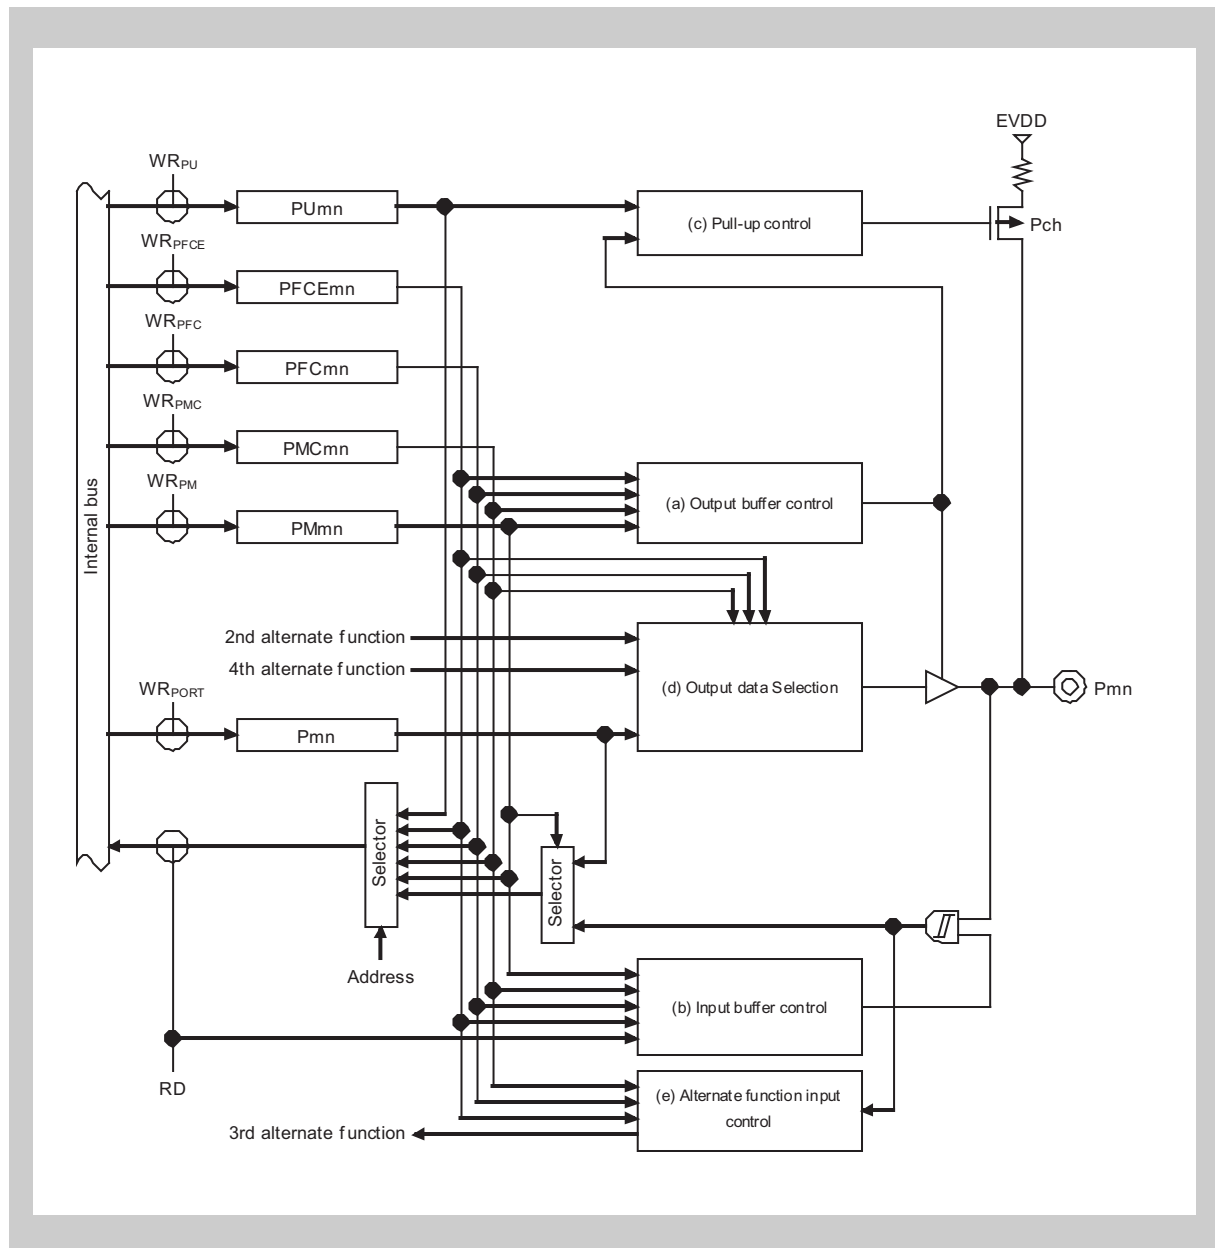 EVDD
WRPU
PUmn
(c) Pull-up control
Pch
WRPFCE
PFCEmn
WRPFC
PFCmn
WRPMC
PMCmn
WRPM
PMmn
(a) Output buffer control
Internal bus
2nd alternate function
4th alternate function
(d) Output data Selection
Pmn
WRPORT
Pmn
Selector
Selector
Address
(b) Input buffer control
RD
(e) Alternate function input
control
3rd alternate function